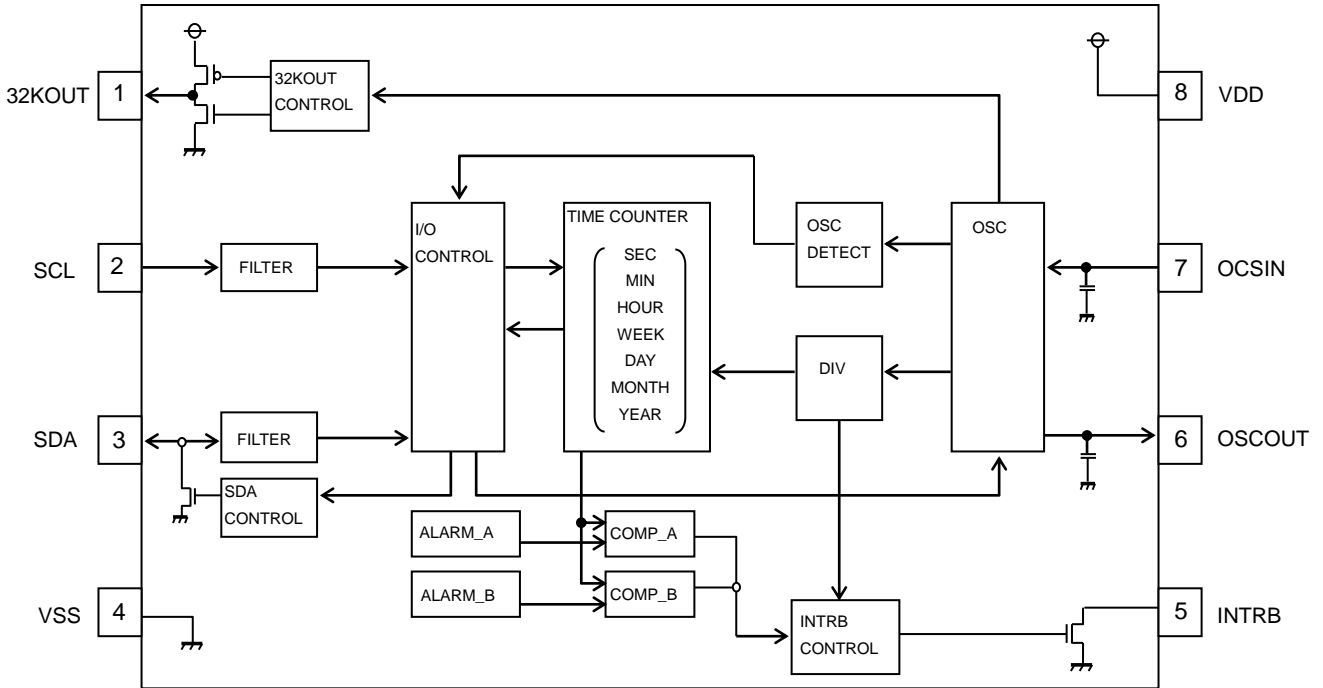 32KOUT
1
32KOUT
CONTROL
8
VDD
SCL
2
FILTER
I/O
CONTROL
TIME COUNTER
SEC
MIN
HOUR
WEEK
DAY
MONTH
YEAR
OSC
DETECT
OSC
7
OCSIN
DIV
SDA
3
FILTER
6
OSCOUT
SDA
CONTROL
ALARM_A
COMP_A
ALARM_B
COMP_B
VSS
4
INTRB
CONTROL
5
INTRB